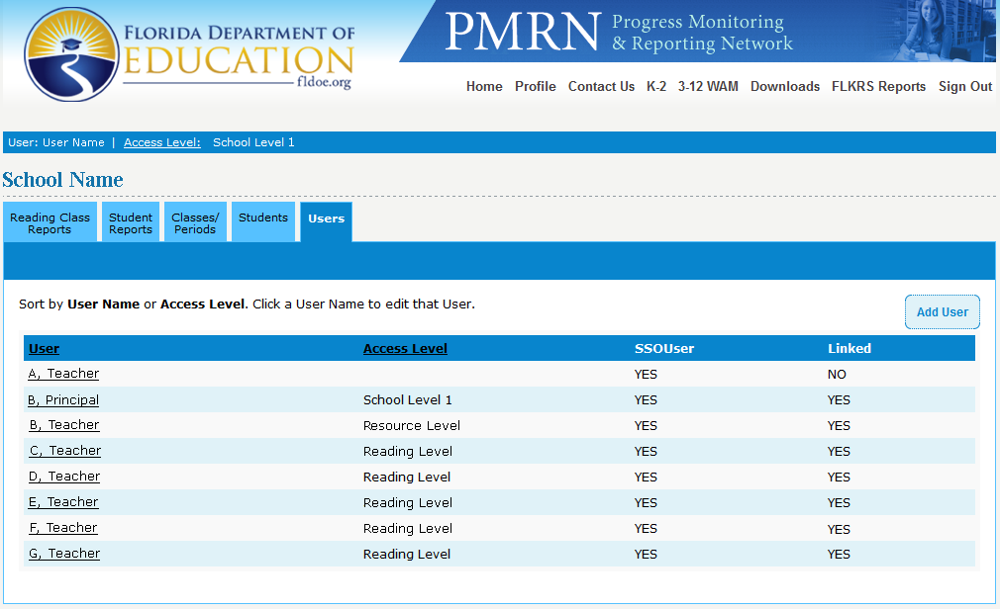 FLORIDA DEPARTMENT OF
EDUCATION
fldoe.org
PMRN Progress Monitoring
& Reporting Network
Home Profile Contact Us K-2 3-12 WAM Downloads FLKRS Reports Sign Out
User: User Name | Access Level: School Level 1
School Name
Reading Class Reports
Student Reports
Classes/ Periods
Students
Users
Sort by User Name or Access Level. Click a User Name to edit that User.
Add User
User Access Level SSOUser Linked
A, Teacher YES NO
B, Principal School Level 1 YES YES
B, Teacher Resource Level YES YES
C, Teacher Reading Level YES YES
D, Teacher Reading Level YES YES
E, Teacher Reading Level YES YES
F, Teacher Reading Level YES YES
G, Teacher Reading Level YES YES